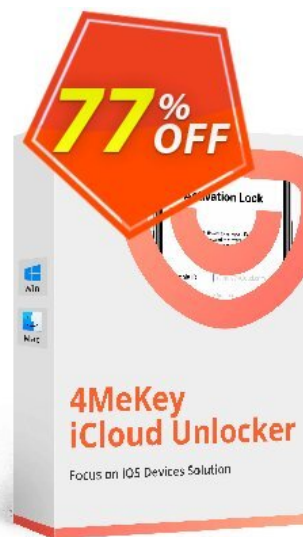 77% OFF
Activation Lock
Win
Mac
4MeKey
iCloud Unlocker
Focus on iOS Devices Solution